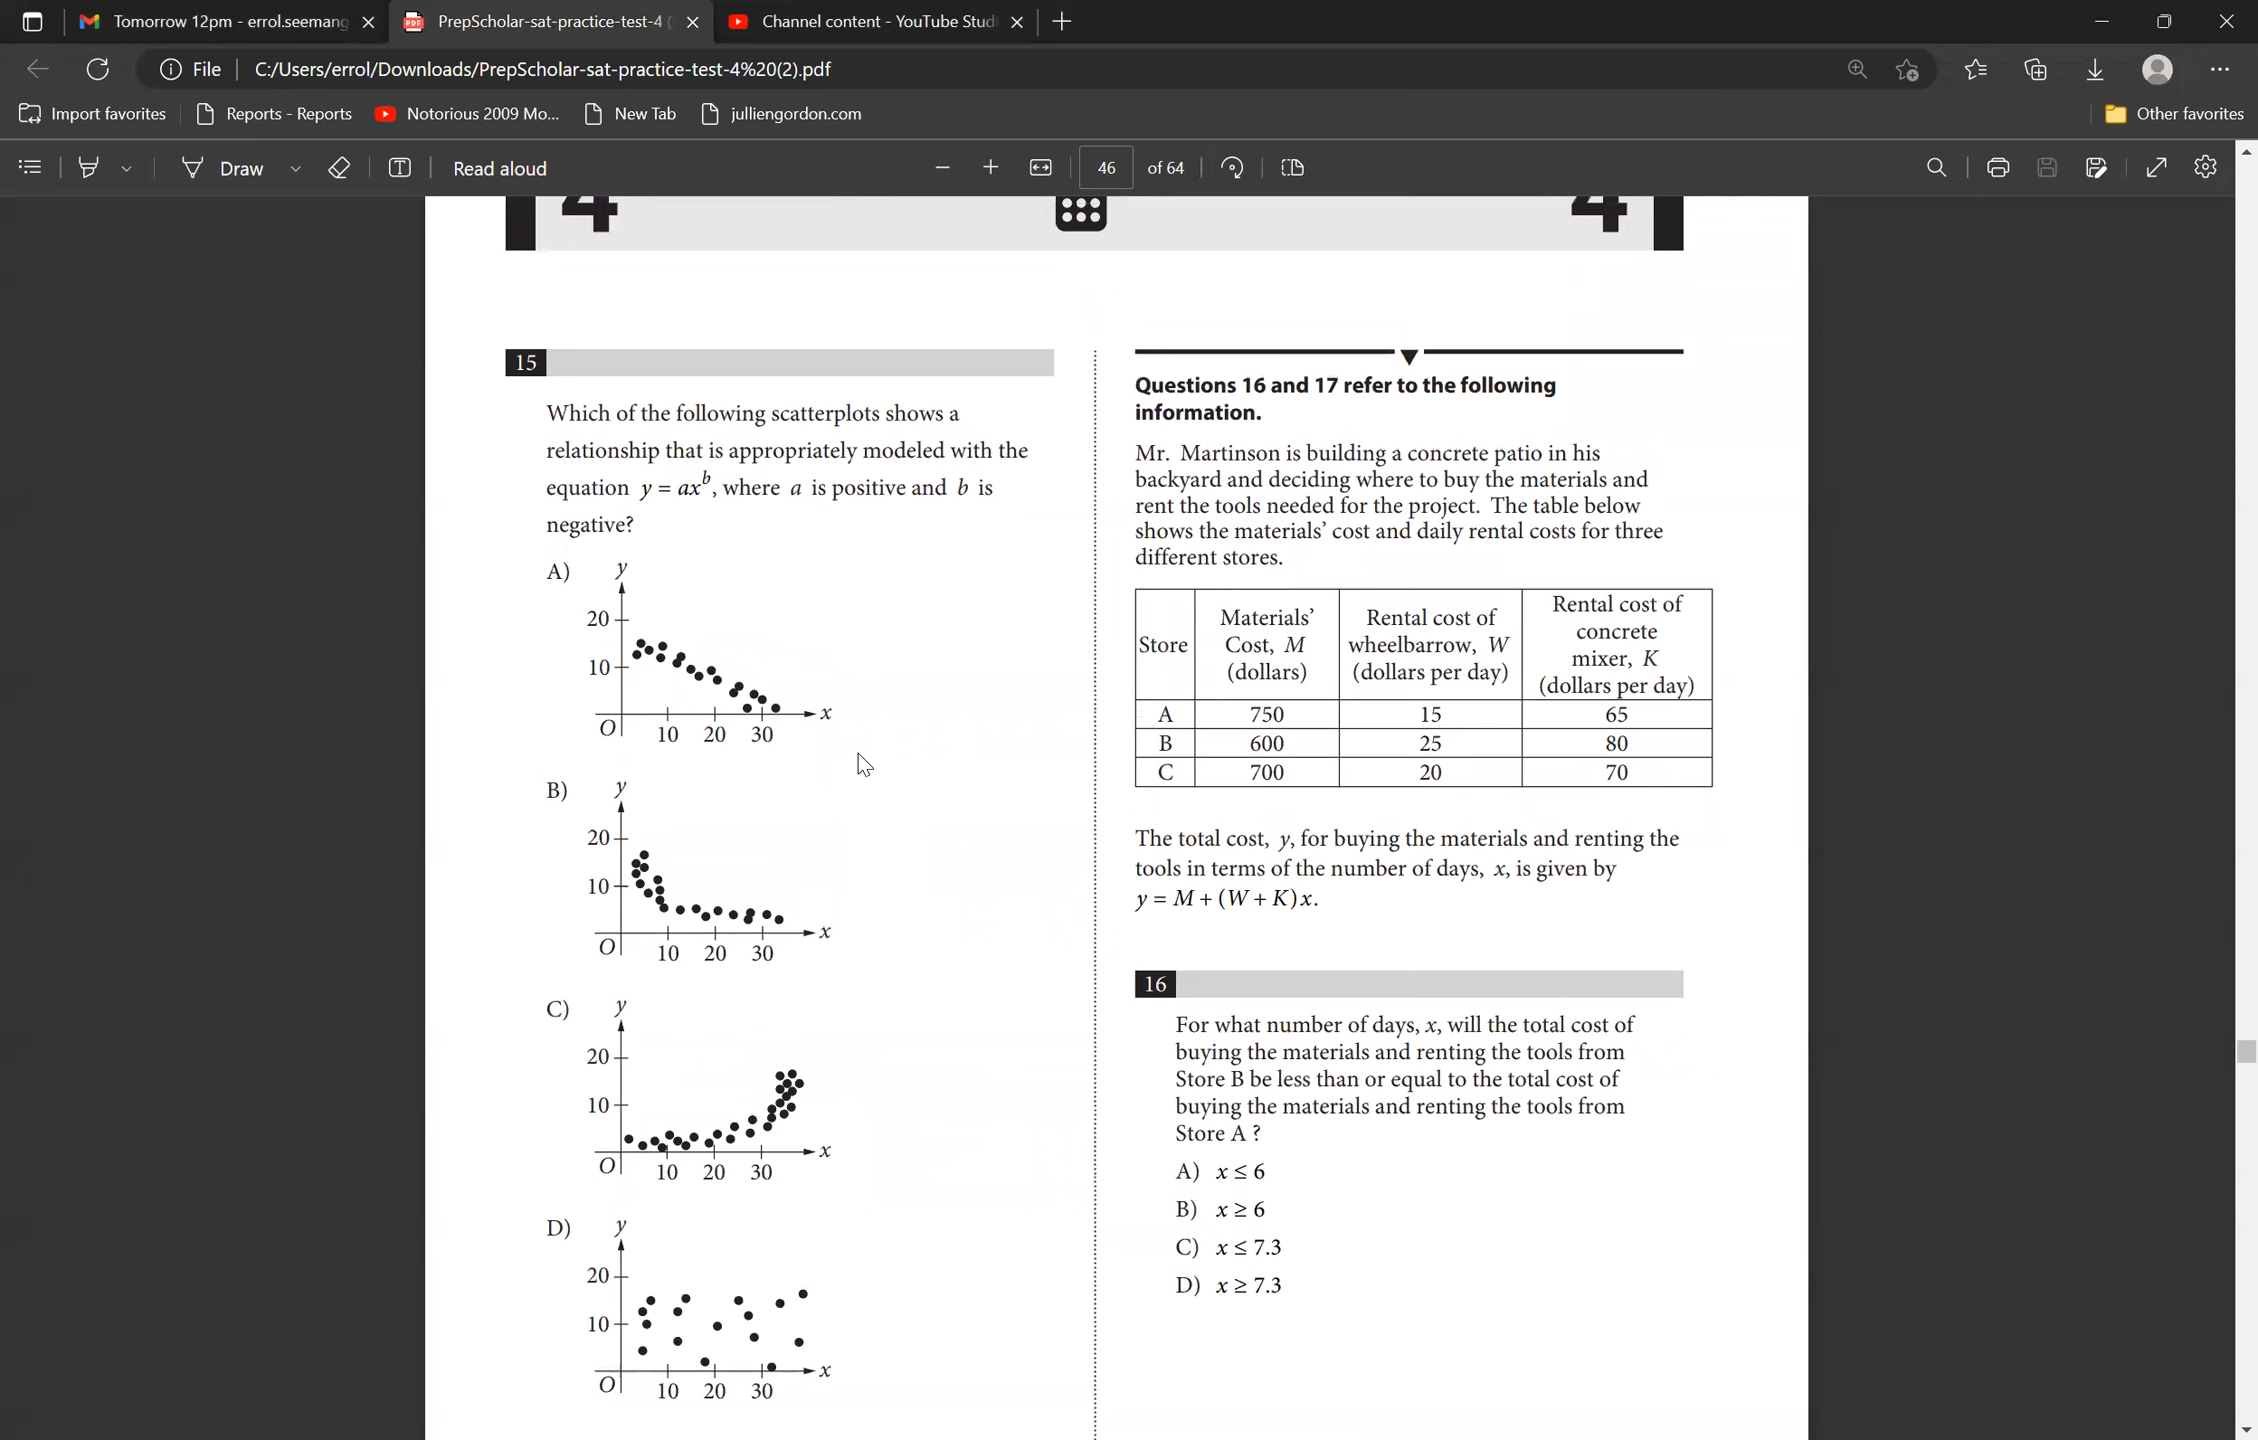 Tomorrow 12pm - errol.seemang
PrepScholar-sat-practice-test-4 (
Channel content - YouTube Stud
File
C:/Users/errol/Downloads/PrepScholar-sat-practice-test-4%20(2).pdf
Import favorites
Reports - Reports
Notorious 2009 Mo...
New Tab
julliengordon.com
Other favorites
Draw
Read aloud
46
of 64
4
4
15
Which of the following scatterplots shows a
relationship that is appropriately modeled with the
equation y = ax^b, where a is positive and b is
negative?
A)
y
20
10
O
10 20 30
x
B)
y
20
10
O
10 20 30
x
C)
y
20
10
O
10 20 30
x
D)
y
20
10
O
10 20 30
x
Questions 16 and 17 refer to the following
information.
Mr. Martinson is building a concrete patio in his
backyard and deciding where to buy the materials and
rent the tools needed for the project. The table below
shows the materials' cost and daily rental costs for three
different stores.
Store
Materials'
Cost, M
(dollars)
Rental cost of
wheelbarrow, W
(dollars per day)
Rental cost of
concrete
mixer, K
(dollars per day)
A 750 15 65
B 600 25 80
C 700 20 70
The total cost, y, for buying the materials and renting the
tools in terms of the number of days, x, is given by
y = M + (W + K)x.
16
For what number of days, x, will the total cost of
buying the materials and renting the tools from
Store B be less than or equal to the total cost of
buying the materials and renting the tools from
Store A ?
A) x ≤ 6
B) x ≥ 6
C) x ≤ 7.3
D) x ≥ 7.3